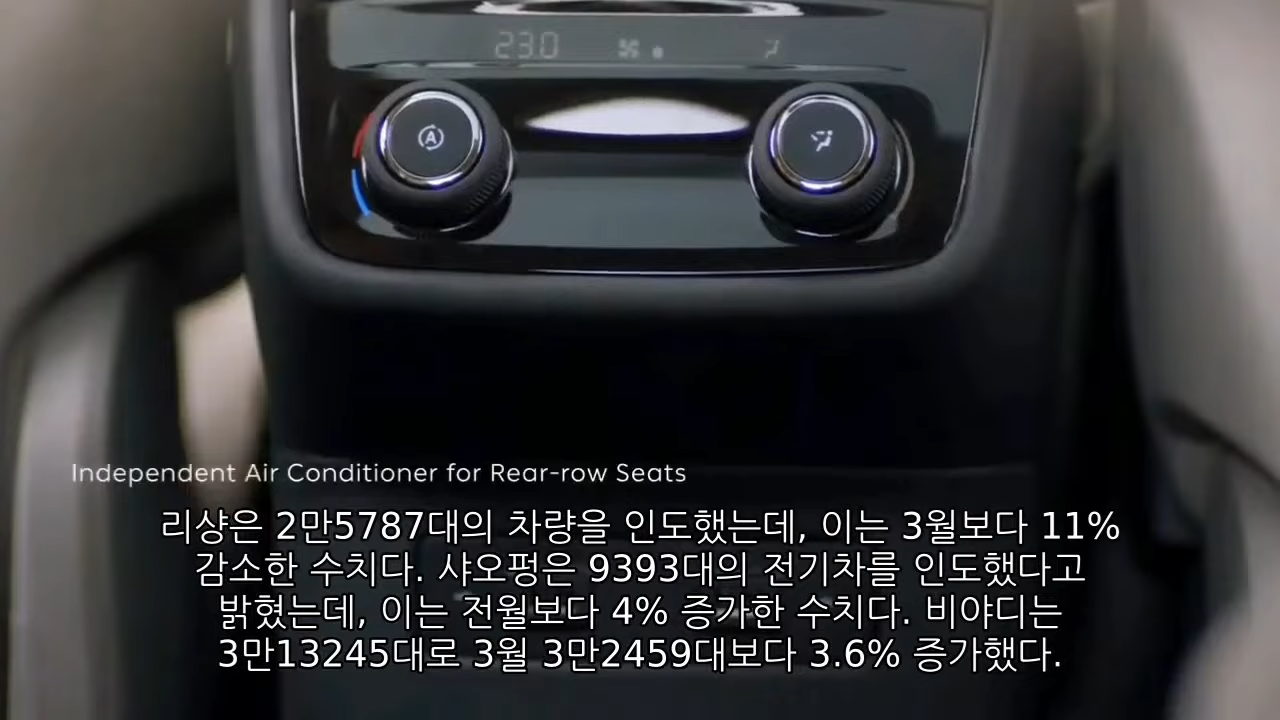 23.0
A
Independent Air Conditioner for Rear-row Seats
리샹은 2만5787대의 차량을 인도했는데, 이는 3월보다 11%
감소한 수치다. 샤오펑은 9393대의 전기차를 인도했다고
밝혔는데, 이는 전월보다 4% 증가한 수치다. 비야디는
3만13245대로 3월 3만2459대보다 3.6% 증가했다.